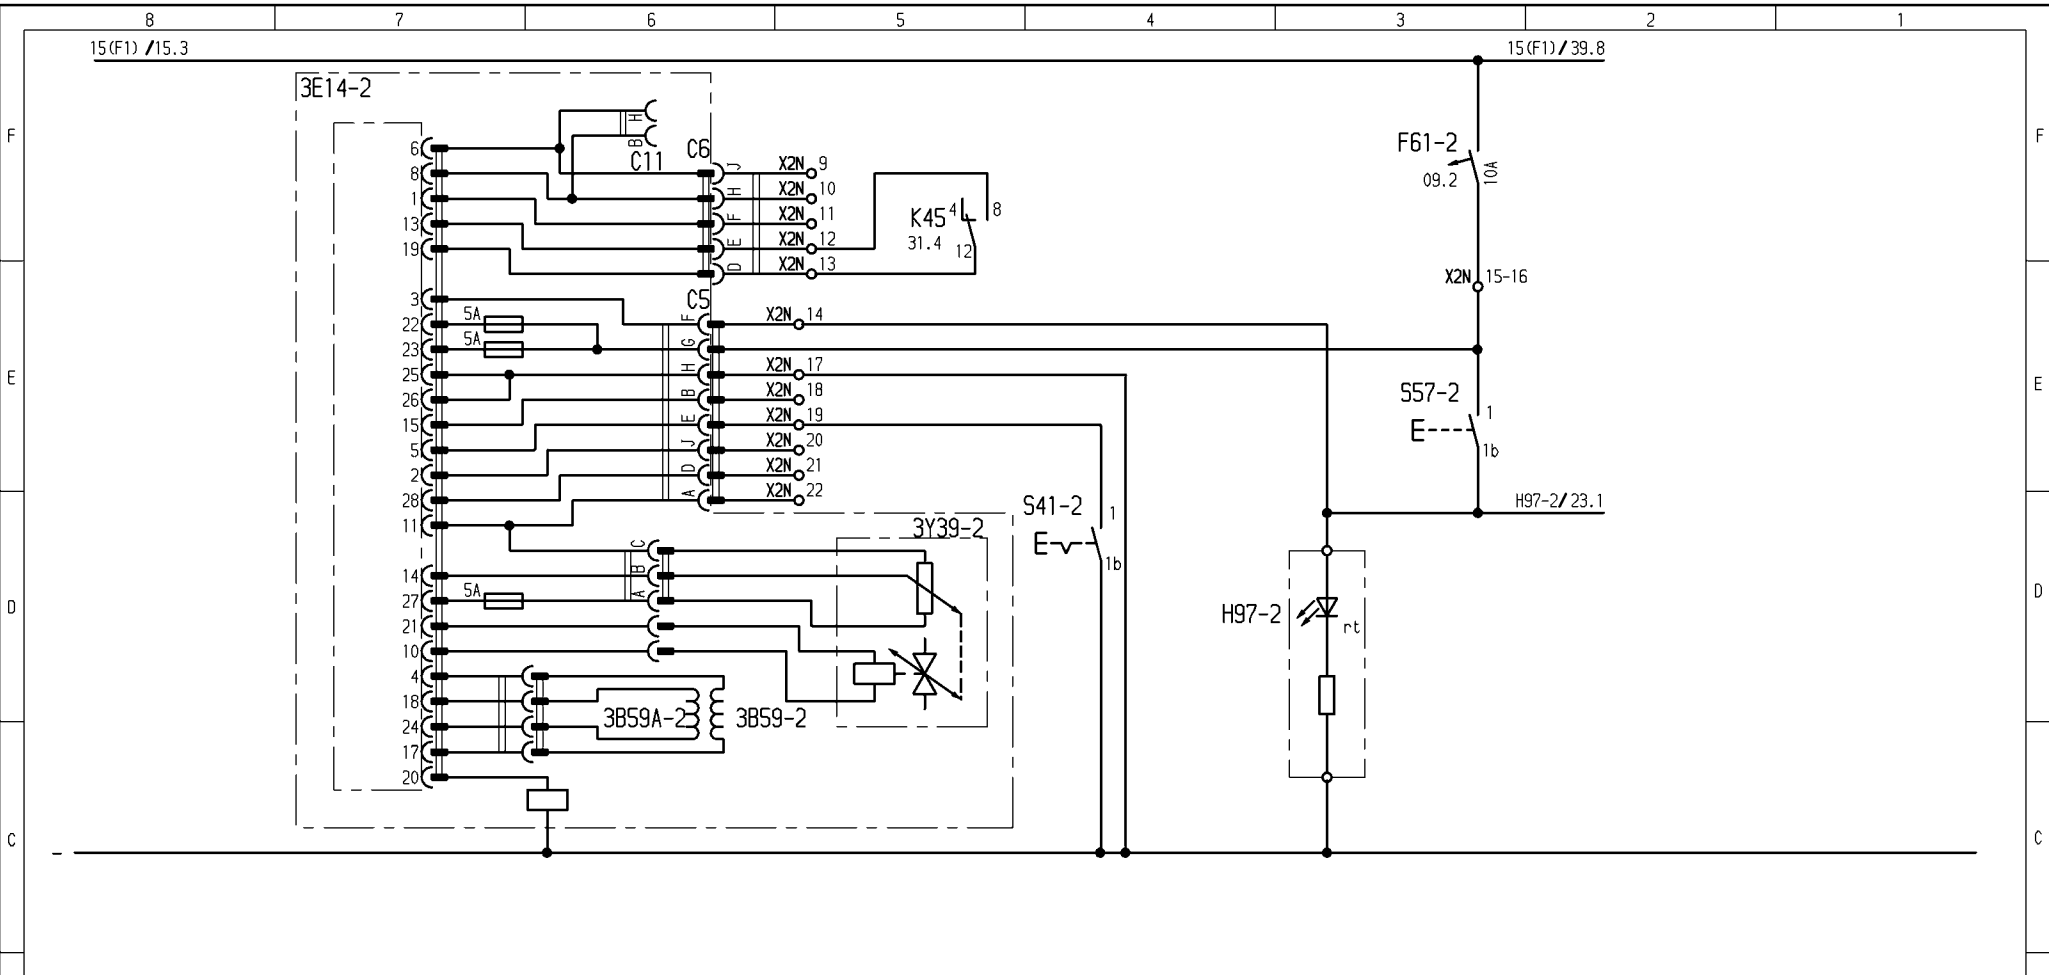 8 7 6 5 4 3 2 1
15(F1) /15.3
15(F1)/39.8
3E14-2
F
F
H
B
C11
C6
6
8
1
13
19
J
H
F
E
D
X2N 9
X2N 10
X2N 11
X2N 12
X2N 13
K45
31.4
4
8
12
F61-2
09.2
10A
X2N 15-16
E
E
3
22
23
25
26
15
5
2
28
11
5A
5A
C5
F
G
H
B
E
J
D
A
X2N 14
X2N 17
X2N 18
X2N 19
X2N 20
X2N 21
X2N 22
S57-2
1
1b
H97-2/23.1
S41-2
1
1b
3Y39-2
D
D
14
27
21
10
4
18
24
17
20
5A
C
B
A
3B59A-2
3B59-2
H97-2
rt
C
C
-